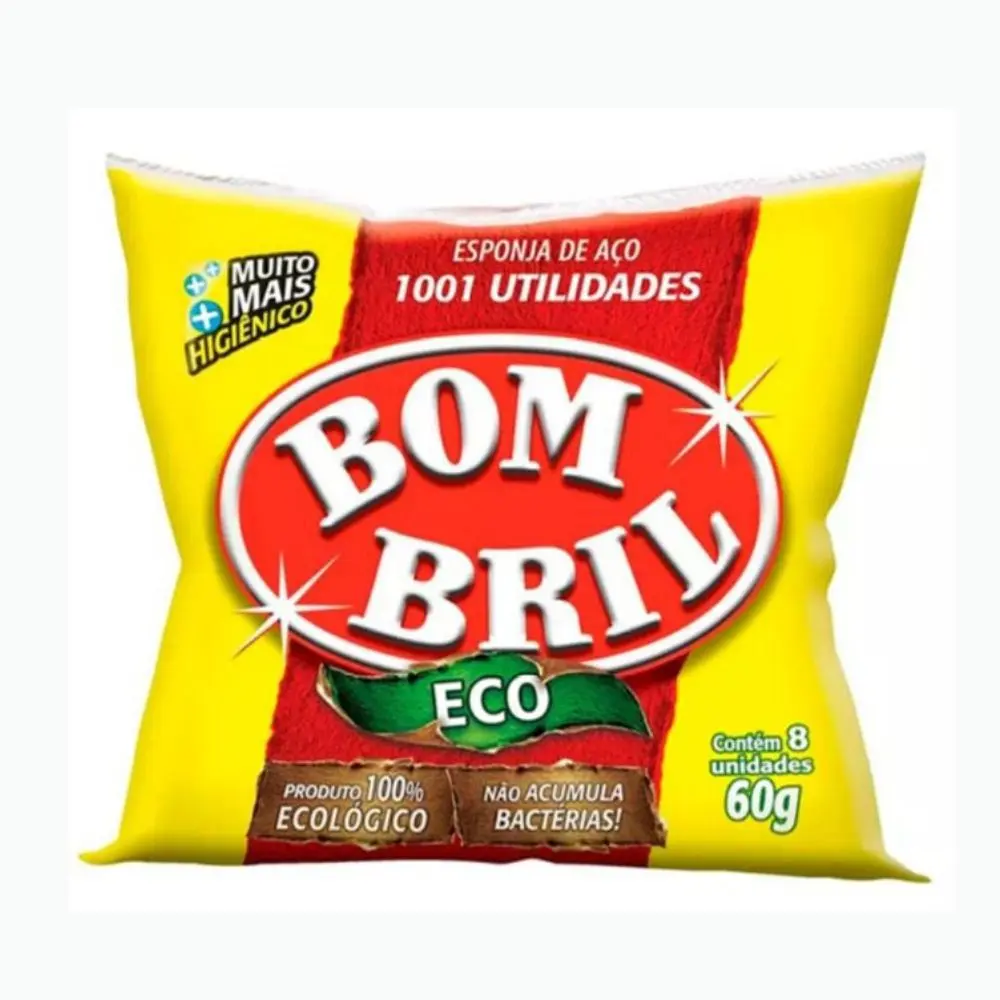 ESPONJA DE AÇO
1001 UTILIDADES
MUITO
MAIS
HIGIÊNICO
BOM
BRIL
ECO
PRODUTO 100%
ECOLÓGICO
NÃO ACUMULA
BACTÉRIAS!
Contém 8
unidades
60g